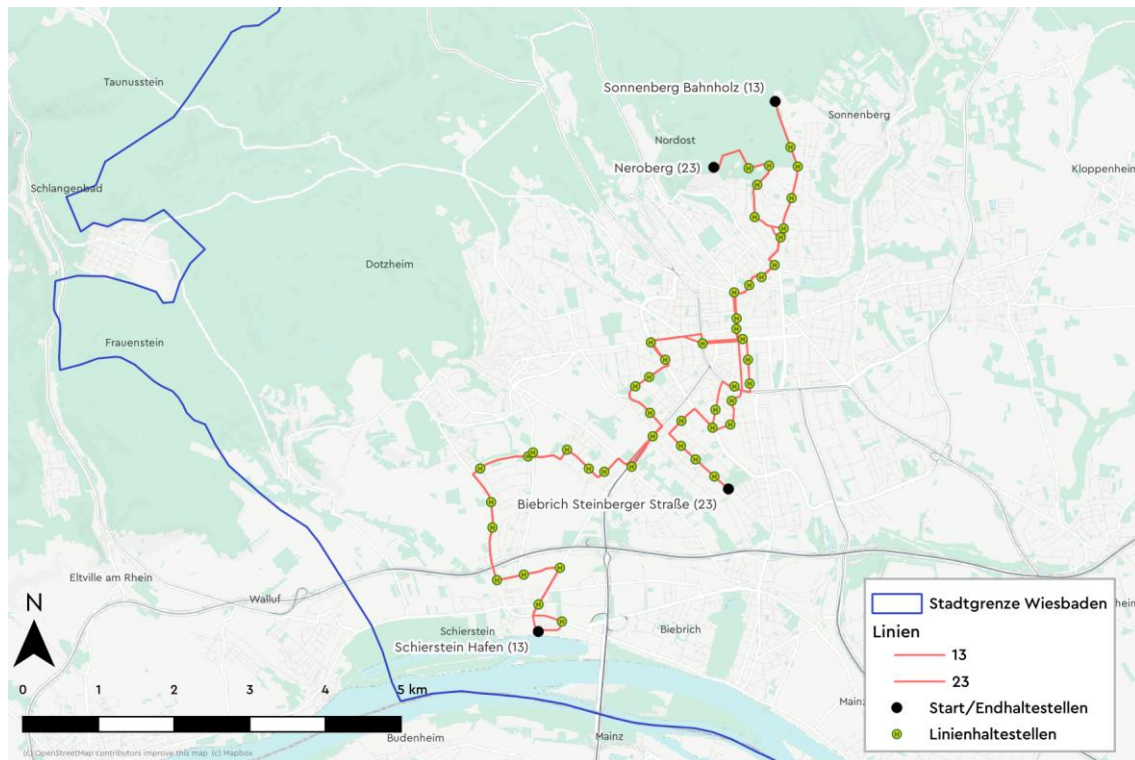 Taunusstein
Sonnenberg Bahnholz (13)
Sonnenberg
Nordost
Neroberg (23)
Kloppenheim
Schlangenbad
Dotzheim
Frauenstein
Biebrich Steinberger Straße (23)
Eltville am Rhein
Walluf
Schierstein
Biebrich
Schierstein Hafen (13)
N
0 1 2 3 4 5 km
Budenheim
Mainz
Mainz
heim
Stadtgrenze Wiesbaden
Linien
13
23
Start/Endhaltestellen
Linienhaltestellen
(c) OpenStreetMap contributors improve this map (c) Mapbox